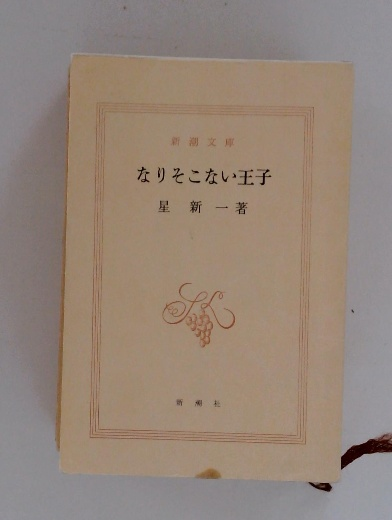 新潮文庫
なりそこない王子
星新一著
新潮社